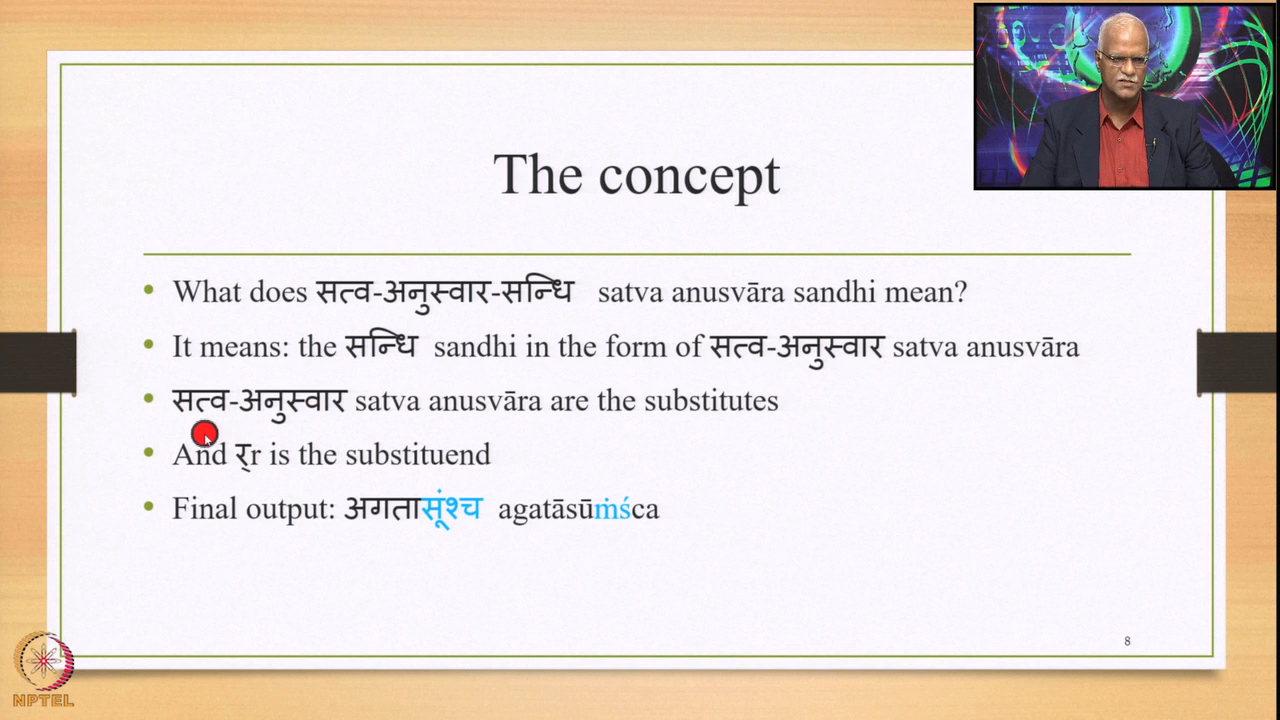 The concept
What does सत्व-अनुस्वार-सन्धि satva anusvāra sandhi mean?
It means: the सन्धि sandhi in the form of सत्व-अनुस्वार satva anusvāra
सत्व-अनुस्वार satva anusvāra are the substitutes
And र् r is the substituend
Final output: अगतासूंश्च agatāsūṁśca
8
NPTEL